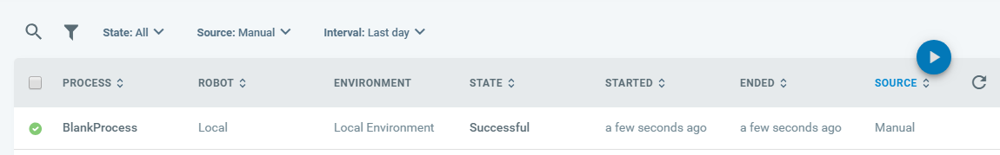 State: All Source: Manual Interval: Last day
PROCESS ROBOT ENVIRONMENT STATE STARTED ENDED SOURCE
BlankProcess Local Local Environment Successful a few seconds ago a few seconds ago Manual